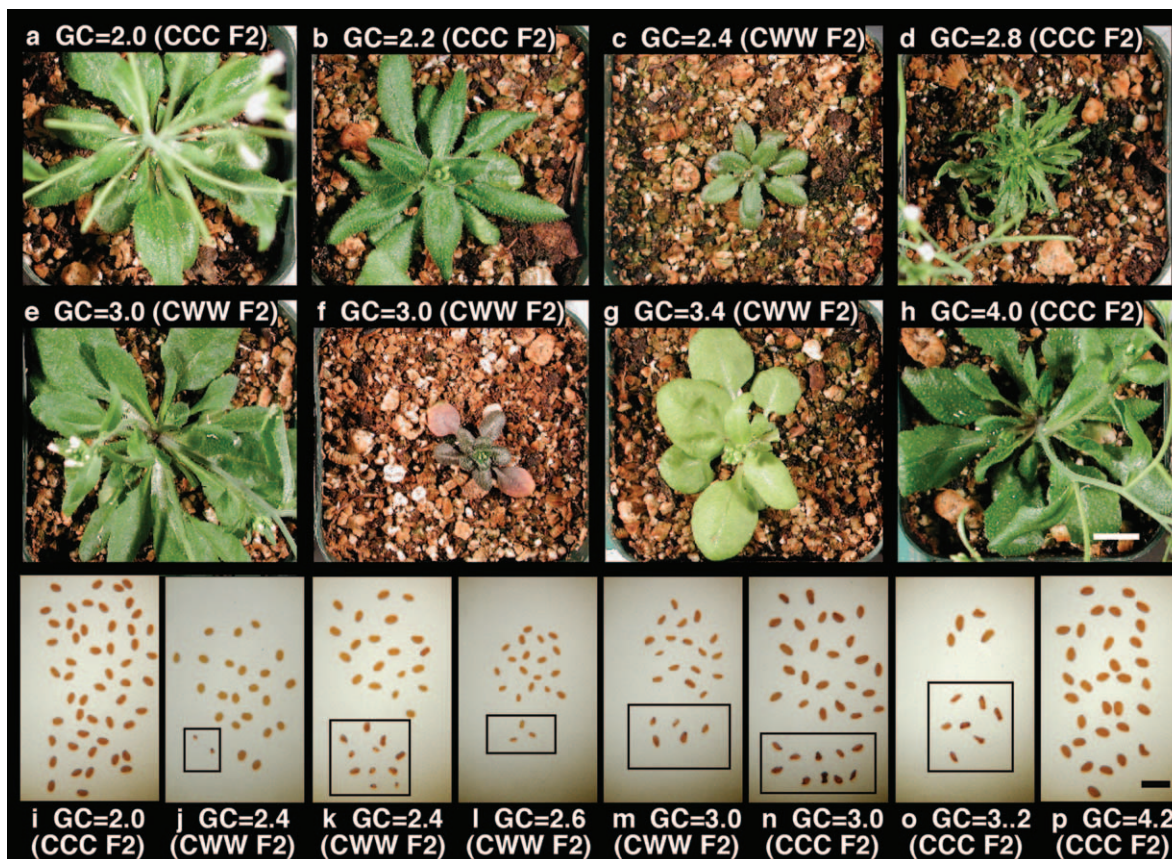 a GC=2.0 (CCC F2)
b GC=2.2 (CCC F2)
c GC=2.4 (CWW F2)
d GC=2.8 (CCC F2)
e GC=3.0 (CWW F2)
f GC=3.0 (CWW F2)
g GC=3.4 (CWW F2)
h GC=4.0 (CCC F2)
i GC=2.0
(CCC F2)
j GC=2.4
(CWW F2)
k GC=2.4
(CWW F2)
l GC=2.6
(CWW F2)
m GC=3.0
(CWW F2)
n GC=3.0
(CCC F2)
o GC=3..2
(CCC F2)
p GC=4.2
(CCC F2)